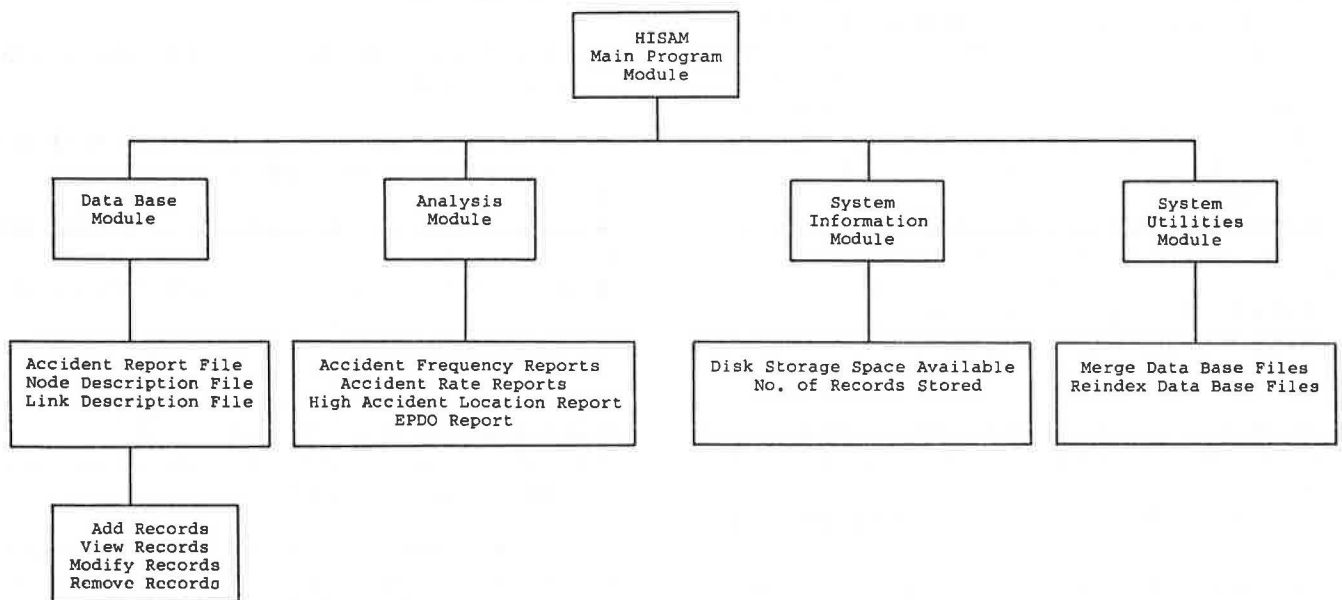 HISAM
Main Program
Module
Data Base
Module
Analysis
Module
System
Information
Module
System
Utilities
Module
Accident Report File
Node Description File
Link Description File
Accident Frequency Reports
Accident Rate Reports
High Accident Location Report
EPDO Report
Disk Storage Space Available
No. of Records Stored
Merge Data Base Files
Reindex Data Base Files
Add Records
View Records
Modify Records
Remove Records